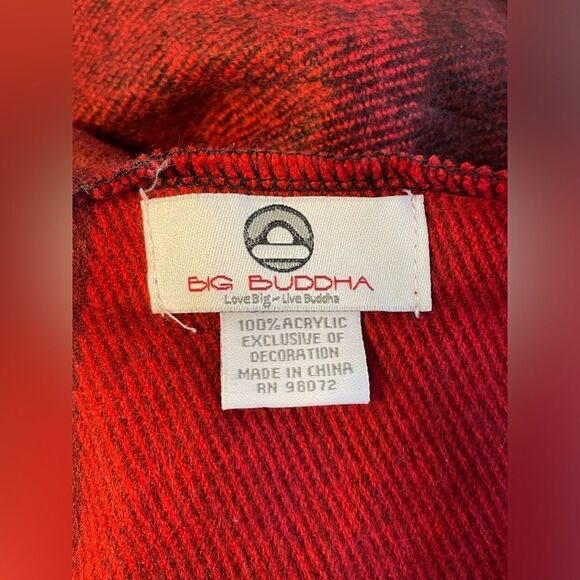 BIG BUDDHA
Love Big ~ Live Buddha
100% ACRYLIC
EXCLUSIVE OF
DECORATION
MADE IN CHINA
RN 98072